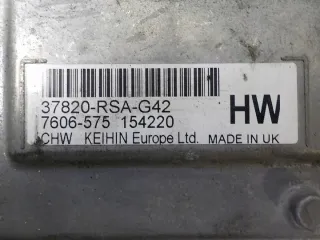 37820-RSA-G42
7606-575 154220
HW
CHW KEIHIN Europe Ltd. MADE IN UK